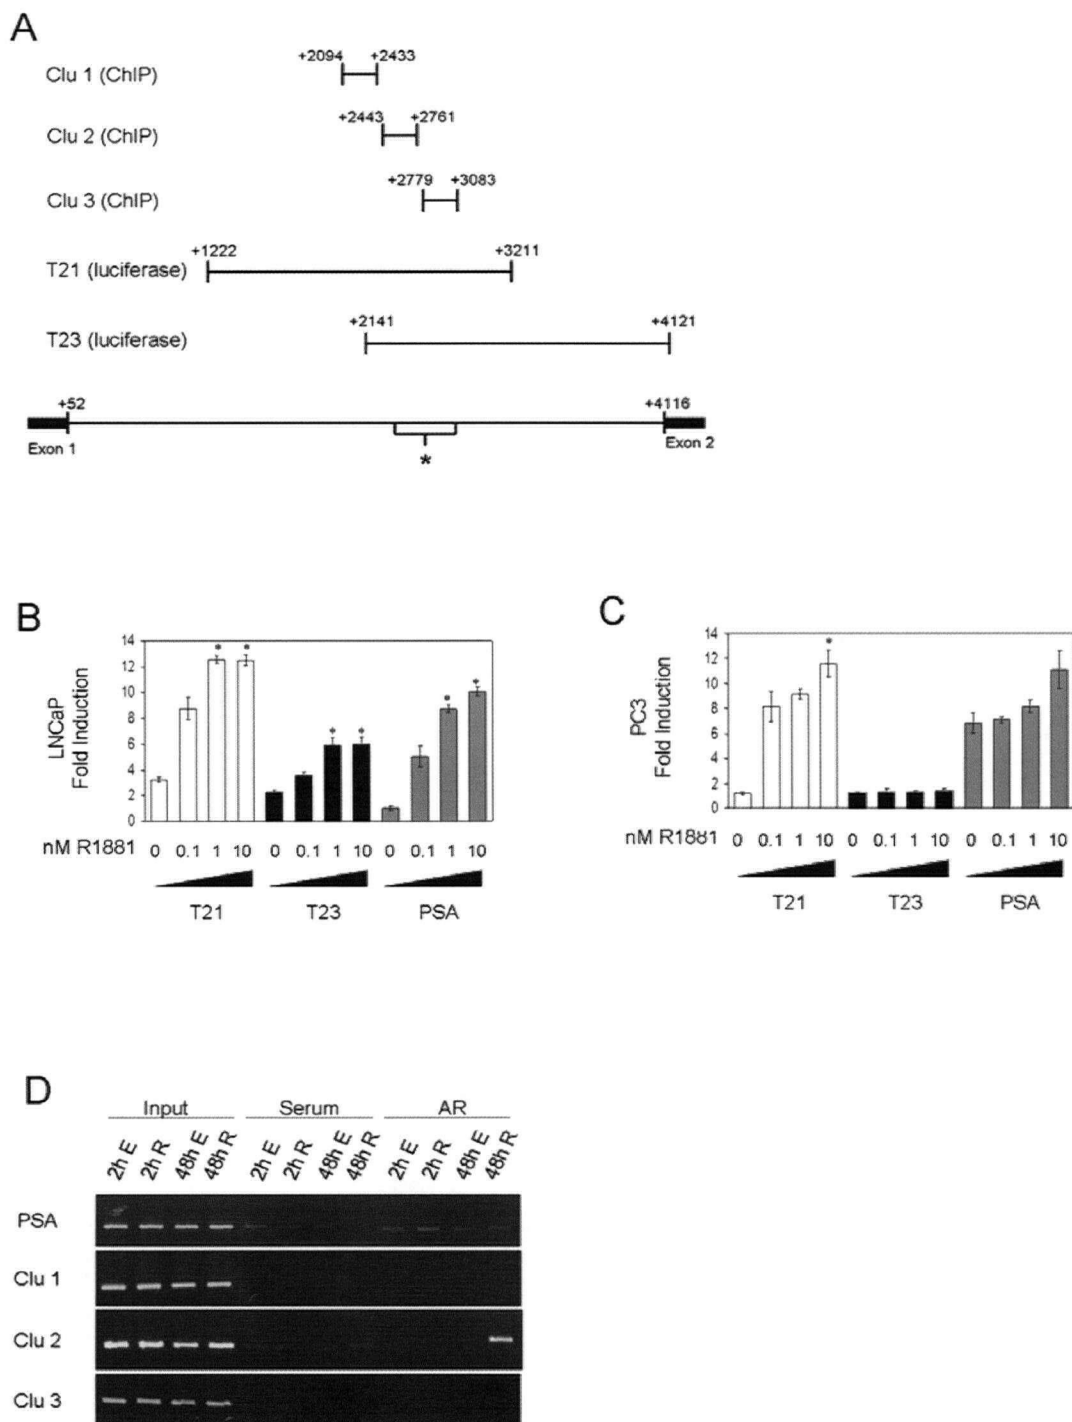 A
+2094 +2433
Clu 1 (ChIP)
+2443 +2761
Clu 2 (ChIP)
+2779 +3083
Clu 3 (ChIP)
+1222 +3211
T21 (luciferase)
+2141 +4121
T23 (luciferase)
+52 +4116
Exon 1 Exon 2
*
B
LNCaP
Fold Induction
14
12
10
8
6
4
2
0
* * * * * *
nM R1881 0 0.1 1 10 0 0.1 1 10 0 0.1 1 10
T21 T23 PSA
C
PC3
Fold Induction
14
12
10
8
6
4
2
0
*
nM R1881 0 0.1 1 10 0 0.1 1 10 0 0.1 1 10
T21 T23 PSA
D
Input Serum AR
2h E 2h R 48h E 48h R 2h E 2h R 48h E 48h R 2h E 2h R 48h E 48h R
PSA
Clu 1
Clu 2
Clu 3